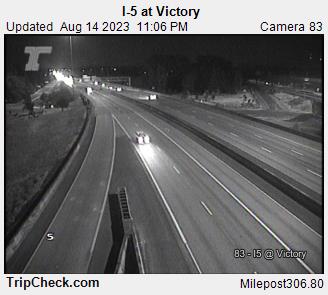 I-5 at Victory
Updated Aug 14 2023 11:06 PM Camera 83
S
83 - I5 @ Victory
TripCheck.com Milepost306.80